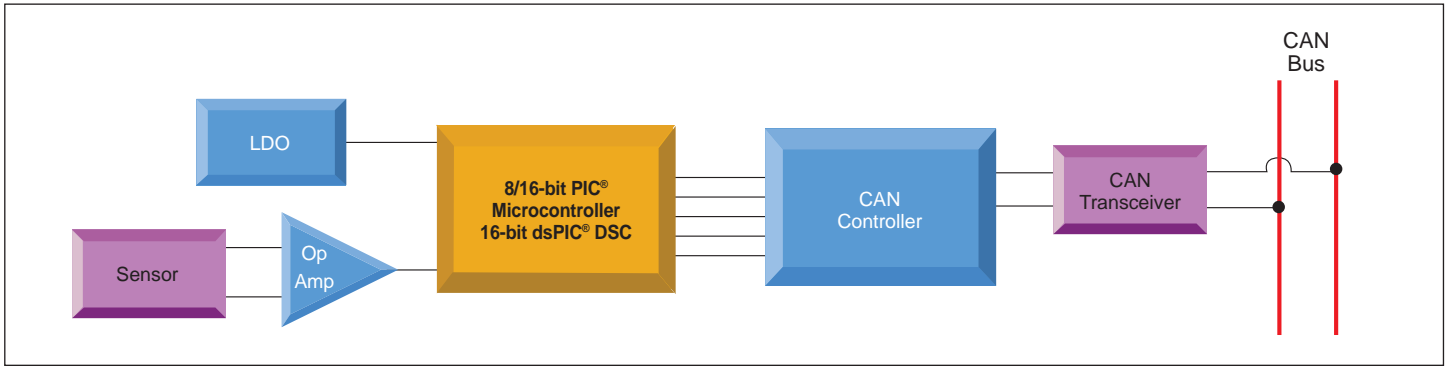 CAN
Bus
LDO
8/16-bit PIC®
Microcontroller
16-bit dsPIC® DSC
CAN
Controller
CAN
Transceiver
Sensor
Op
Amp